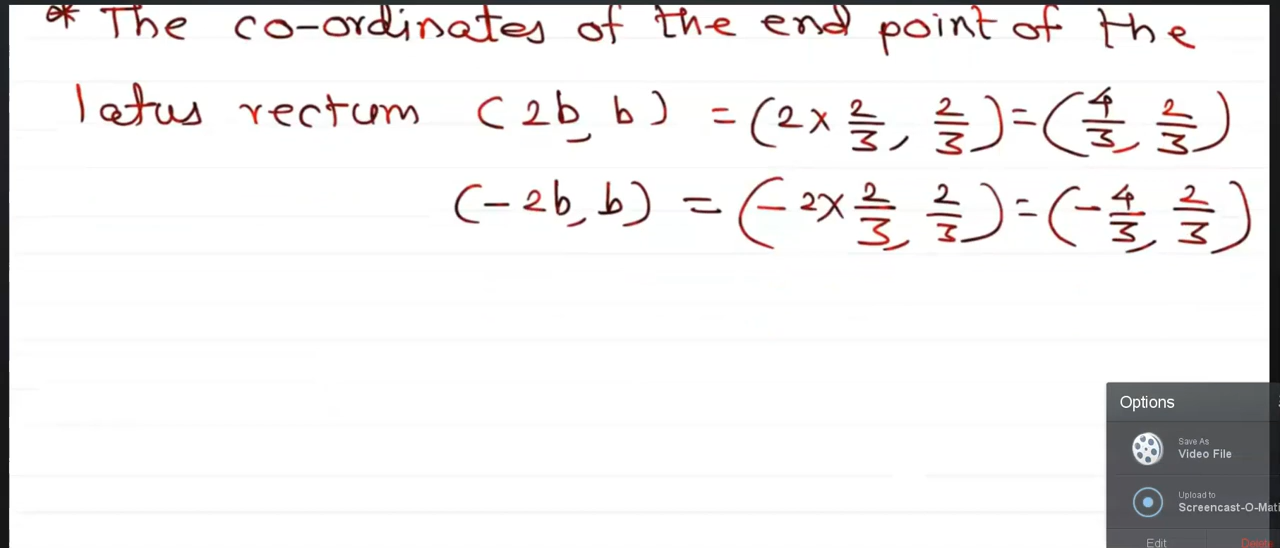 * The co-ordinates of the end point of the
latus rectum (2b, b) = (2 × 2/3, 2/3) = (4/3, 2/3)
(-2b, b) = (-2 × 2/3, 2/3) = (-4/3, 2/3)
Options
Save As
Video File
Upload to
Screencast-O-Mati
Edit
Delete